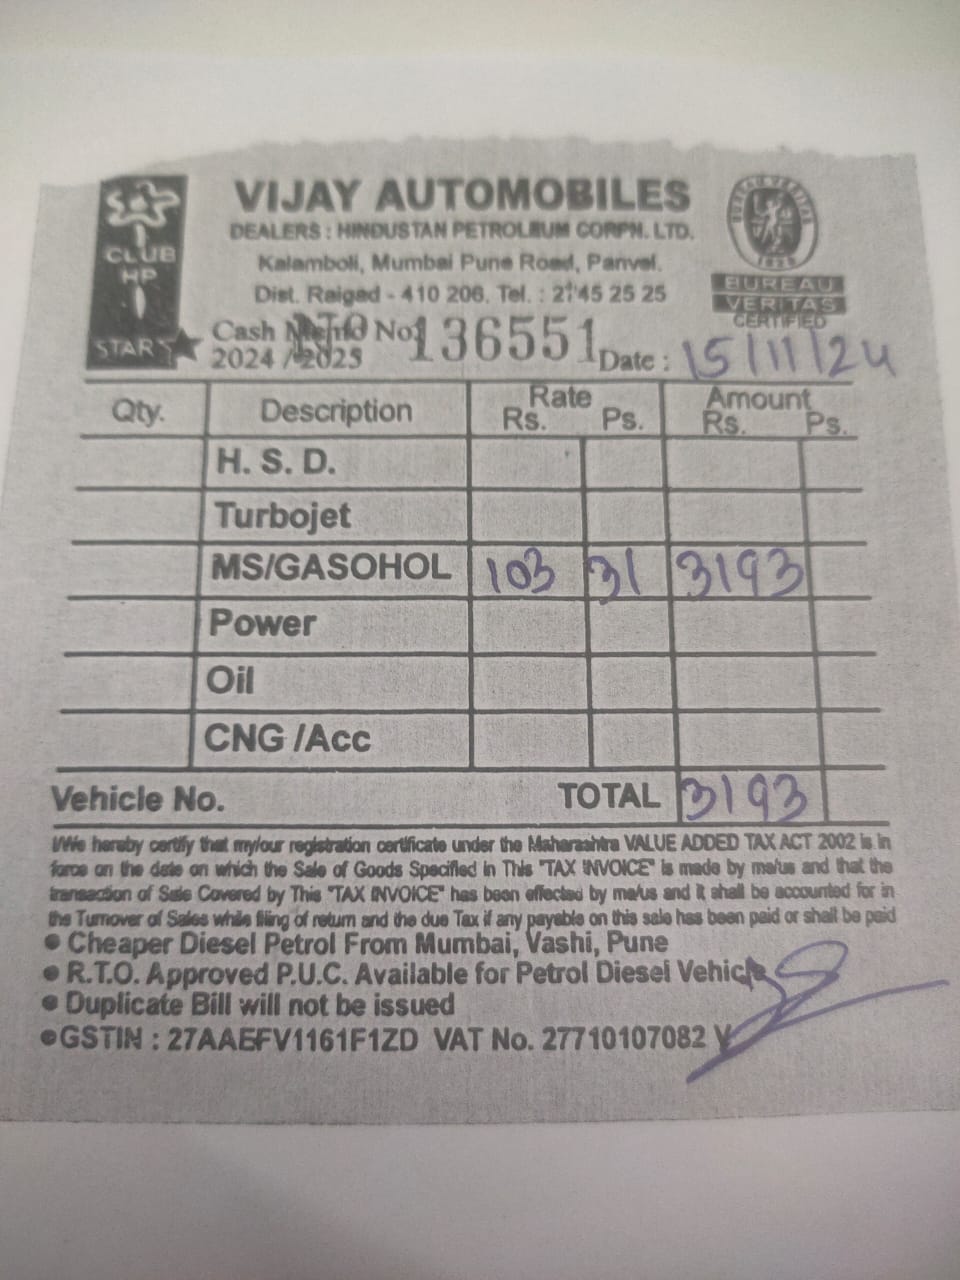 CLUB
HP
STAR
VIJAY AUTOMOBILES
DEALERS : HINDUSTAN PETROLEUM CORPN. LTD.
Kalamboli, Mumbai Pune Road, Panvel.
Dist. Raigad - 410 206. Tel. : 2745 25 25
BUREAU VERITAS
1828
BUREAU
VERITAS
CERTIFIED
Cash Memo No. 136551
2024 / 2025 Date : 15/11/24
Qty. Description Rate Amount
Rs. Ps. Rs. Ps.
H. S. D.
Turbojet
MS/GASOHOL 103 31 3193
Power
Oil
CNG /Acc
Vehicle No. TOTAL 3193
I/We hereby certify that my/our registration certificate under the Maharashtra VALUE ADDED TAX ACT 2002 is in
force on the date on which the Sale of Goods Specified in This "TAX INVOICE" is made by me/us and that the
transaction of Sale Covered by This "TAX INVOICE" has been effected by me/us and it shall be accounted for in
the Turnover of Sales while filing of return and the due Tax if any payable on this sale has been paid or shall be paid
● Cheaper Diesel Petrol From Mumbai, Vashi, Pune
● R.T.O. Approved P.U.C. Available for Petrol Diesel Vehicle
● Duplicate Bill will not be issued
● GSTIN : 27AAEFV1161F1ZD VAT No. 27710107082 V